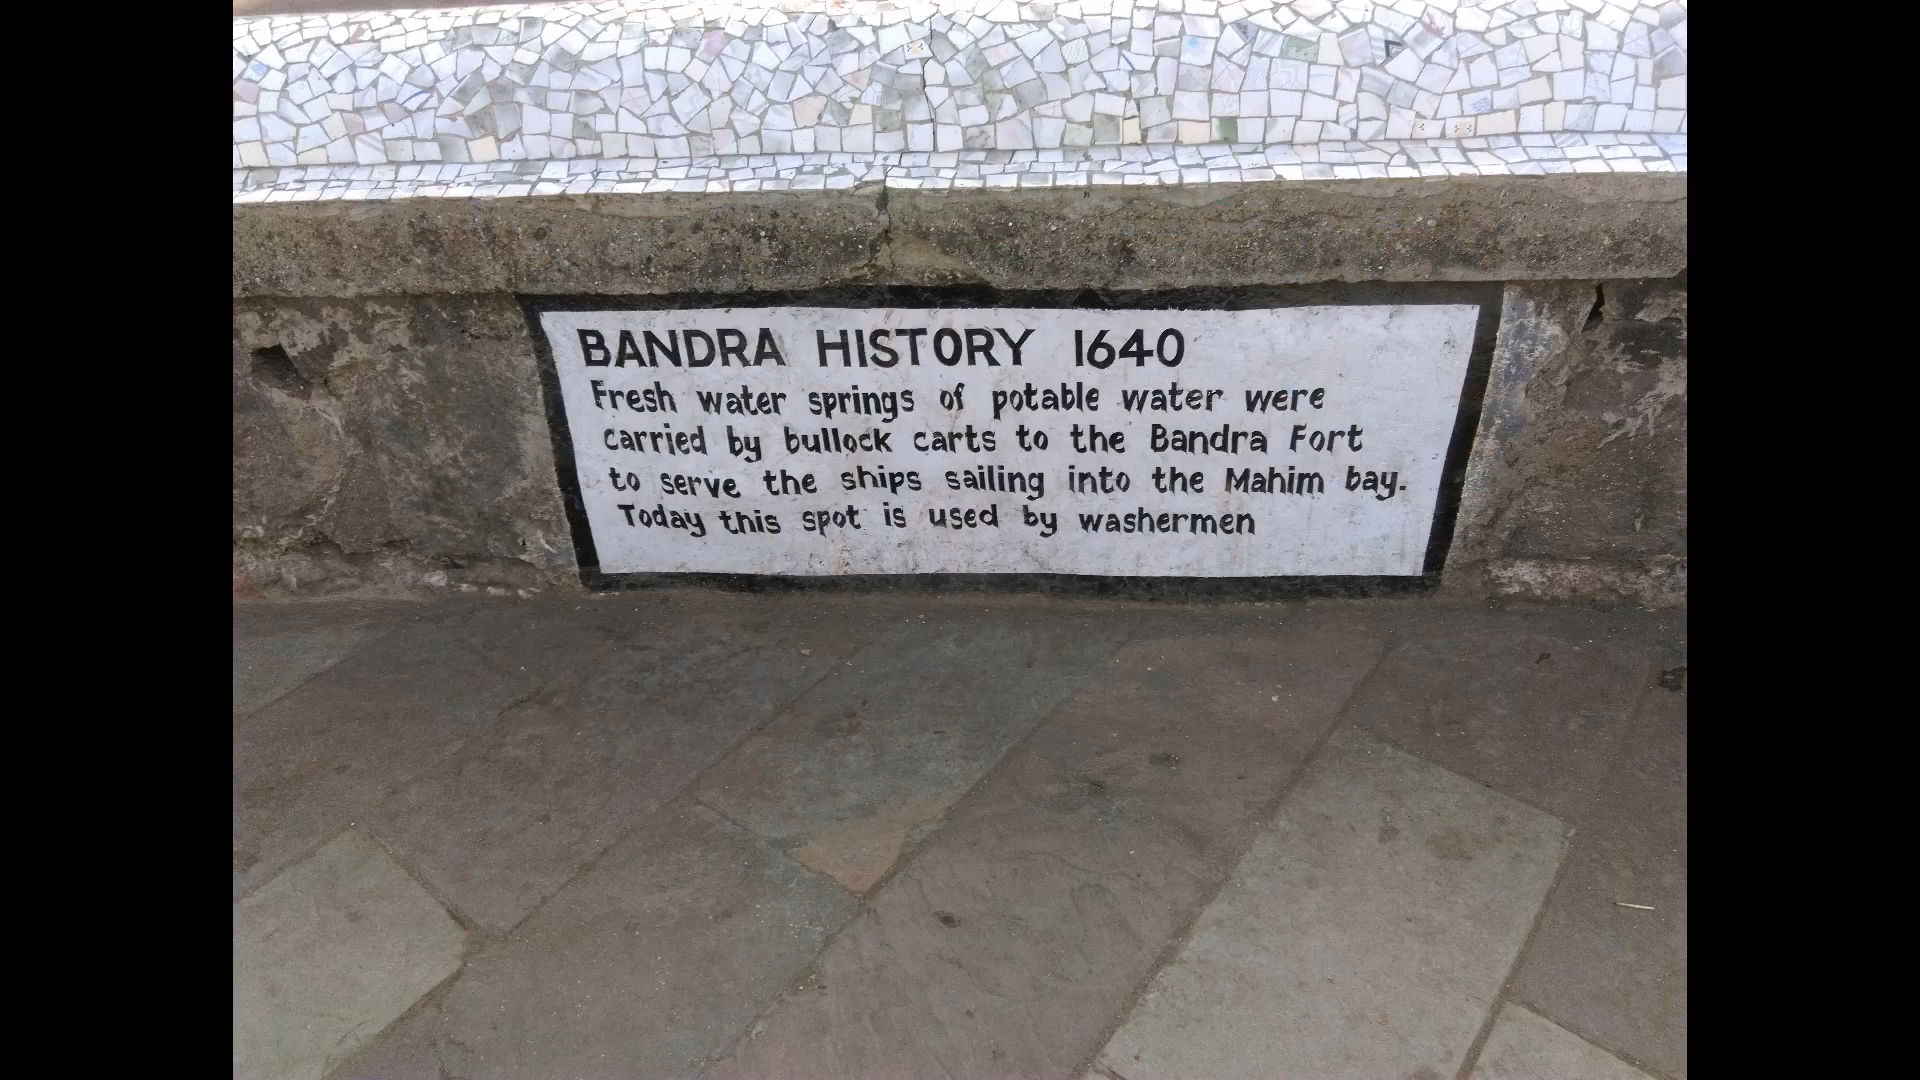 BANDRA HISTORY 1640
Fresh water springs of potable water were
carried by bullock carts to the Bandra Fort
to serve the ships sailing into the Mahim bay.
Today this spot is used by washermen